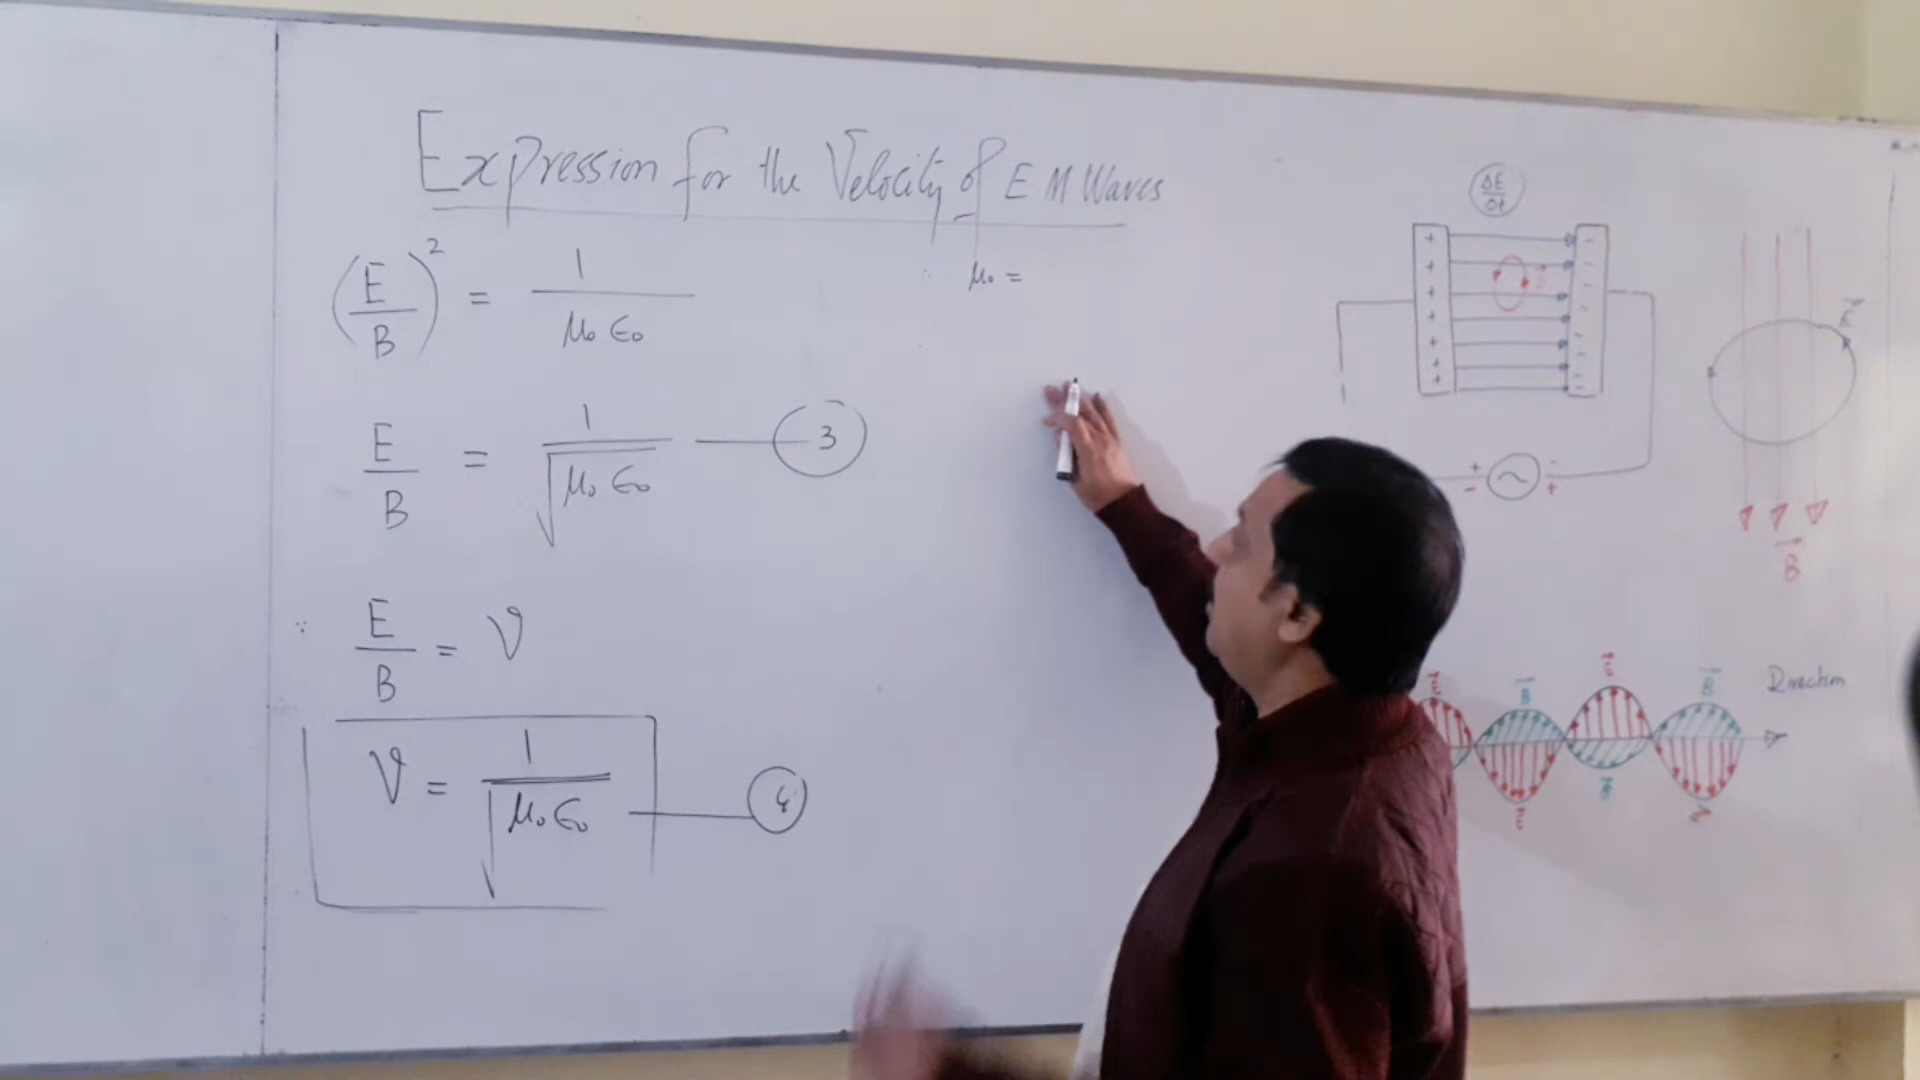 Expression for the Velocity of E M Waves
(E/B)² = 1/μ₀ ε₀
E/B = 1/√μ₀ ε₀ — 3
∵ E/B = V
V = 1/√μ₀ ε₀ — 4
∵ μ₀ =
ΔE/Δt
+ + + + + + +
- - - - - - -
+ -
- +
B
B
B
B
Direction